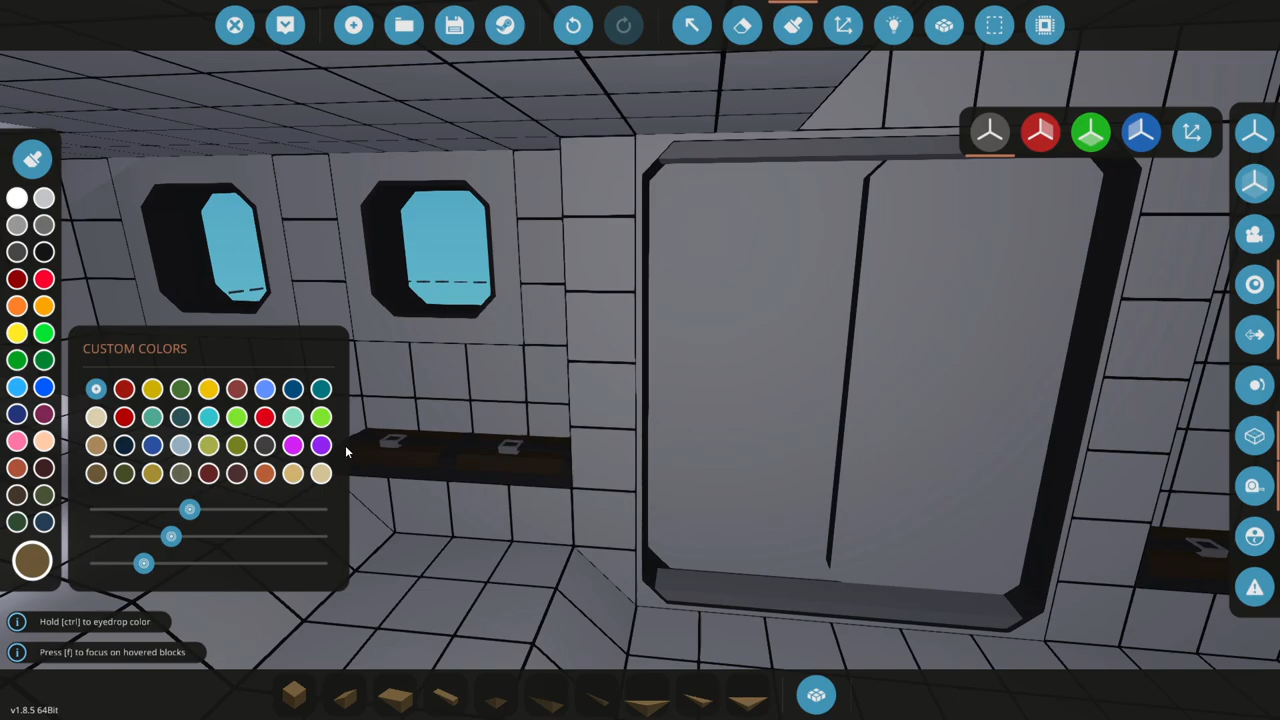 CUSTOM COLORS
Hold [ctrl] to eyedrop color
Press [f] to focus on hovered blocks
v1.8.5 64Bit